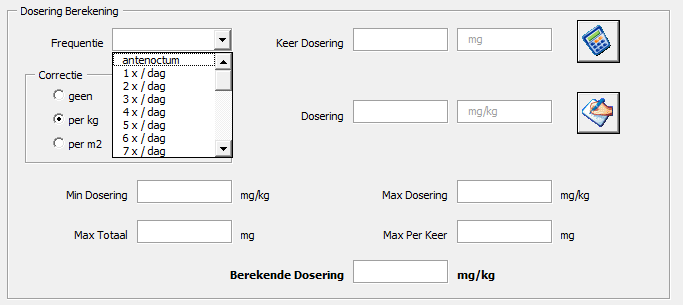 Dosering Berekening
Frequentie
Keer Dosering
mg
antenoctum
1 x / dag
2 x / dag
3 x / dag
4 x / dag
5 x / dag
6 x / dag
7 x / dag
Correctie
geen
per kg
per m2
Dosering
mg/kg
Min Dosering
mg/kg
Max Dosering
mg/kg
Max Totaal
mg
Max Per Keer
mg
Berekende Dosering
mg/kg